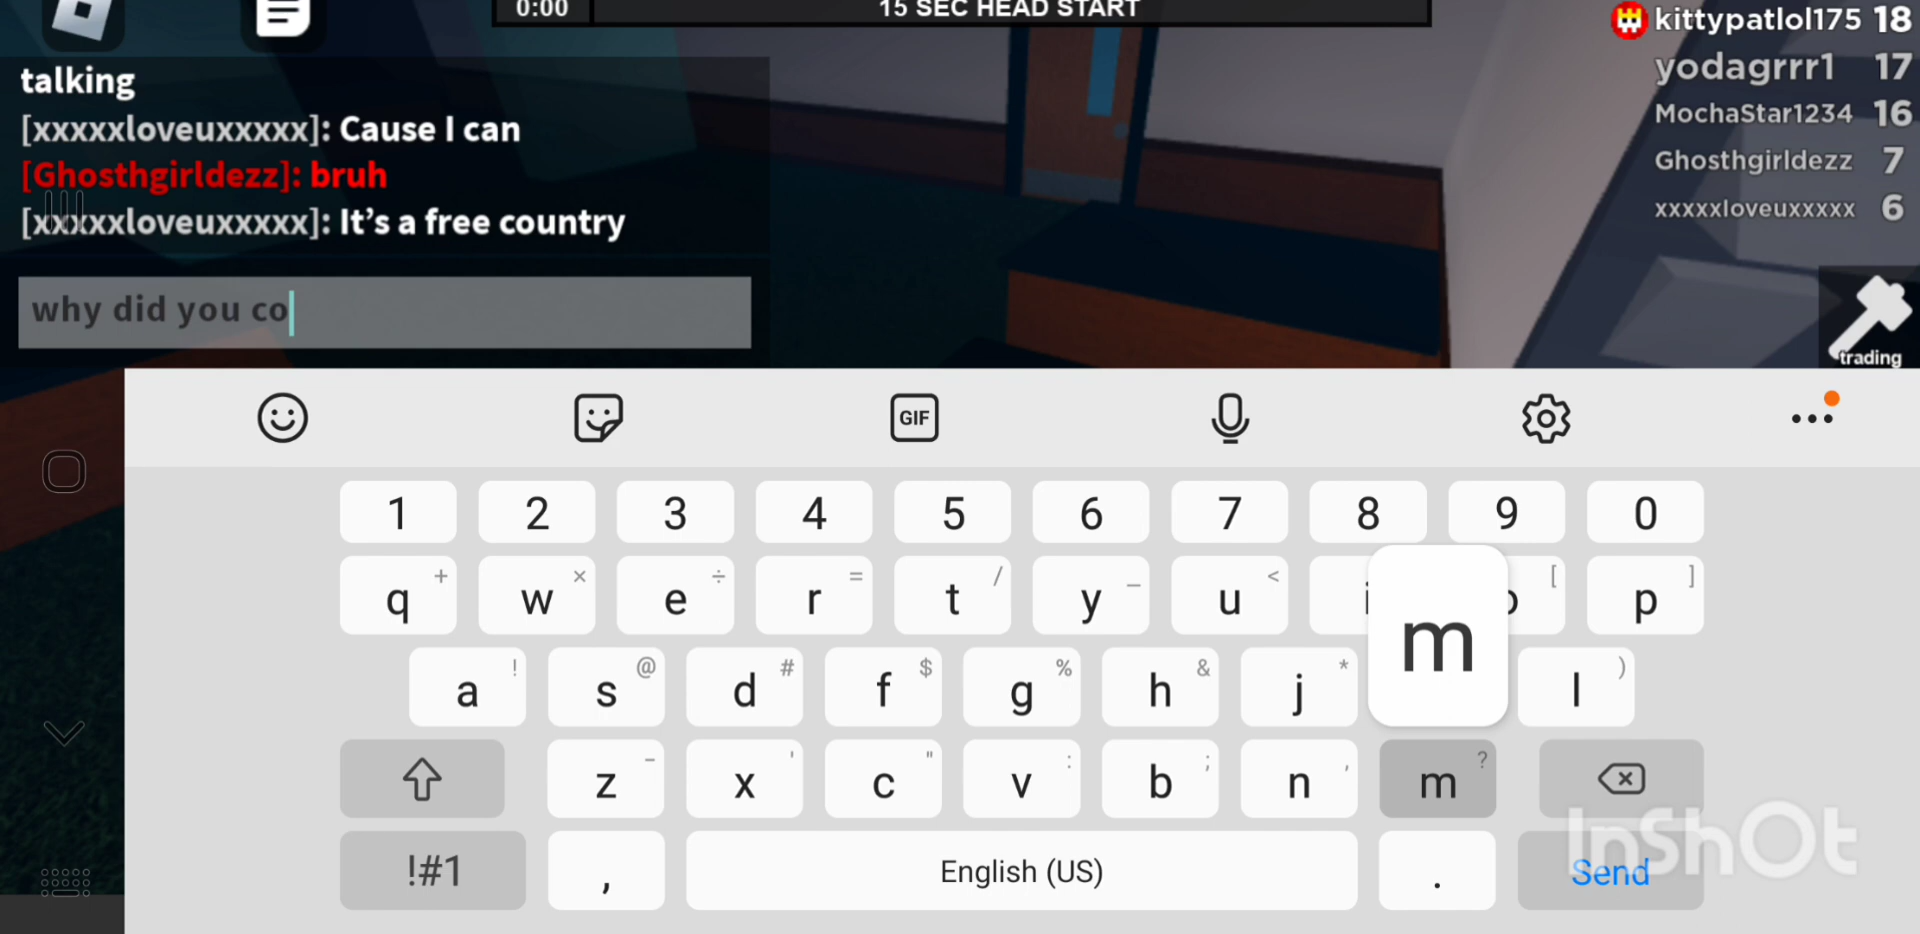 0:00 15 SEC HEAD START
kittypatlol175 18
yodagrrr1 17
MochaStar1234 16
Ghosthgirldezz 7
xxxxxloveuxxxxx 6
trading
talking
[xxxxxloveuxxxxx]: Cause I can
[Ghosthgirldezz]: bruh
[xxxxxloveuxxxxx]: It’s a free country
why did you co
GIF
1 2 3 4 5 6 7 8 9 0
q + w × e ÷ r = t / y _ u < i o [ p ]
m
a ! s @ d # f $ g % h & j * l )
z - x ' c " v : b ; n , m ?
!#1 , English (US) . Send
InShOt